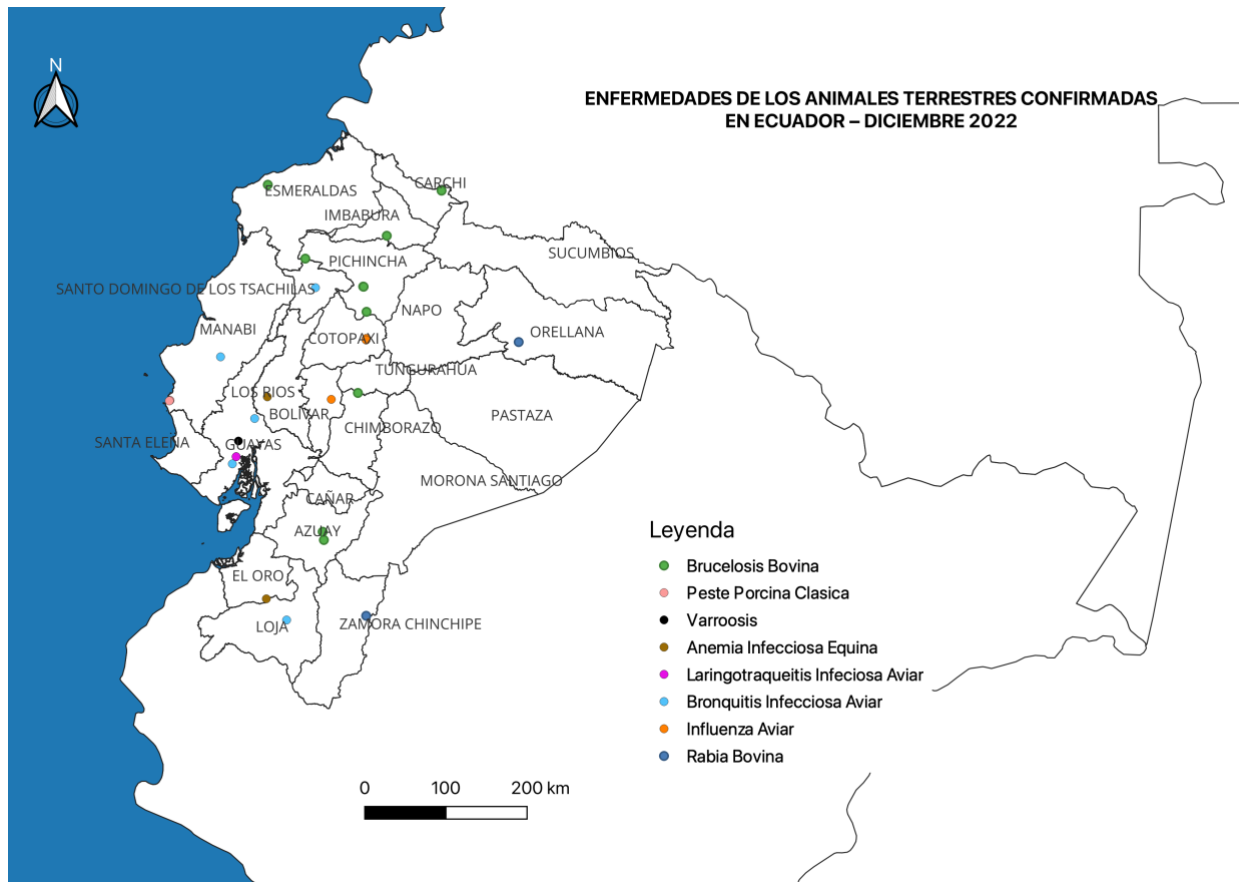 N
ENFERMEDADES DE LOS ANIMALES TERRESTRES CONFIRMADAS
EN ECUADOR – DICIEMBRE 2022
CARCHI
ESMERALDAS
IMBABURA
SUCUMBIOS
PICHINCHA
SANTO DOMINGO DE LOS TSACHILAS
NAPO
MANABI
ORELLANA
COTOPAXI
TUNGURAHUA
LOS RIOS
BOLÍVAR
PASTAZA
CHIMBORAZO
SANTA ELENA
GUAYAS
MORONA SANTIAGO
CAÑAR
AZUAY
EL ORO
ZAMORA CHINCHIPE
LOJA
Leyenda
Brucelosis Bovina
Peste Porcina Clasica
Varroosis
Anemia Infecciosa Equina
Laringotraqueitis Infeciosa Aviar
Bronquitis Infecciosa Aviar
Influenza Aviar
Rabia Bovina
0 100 200 km